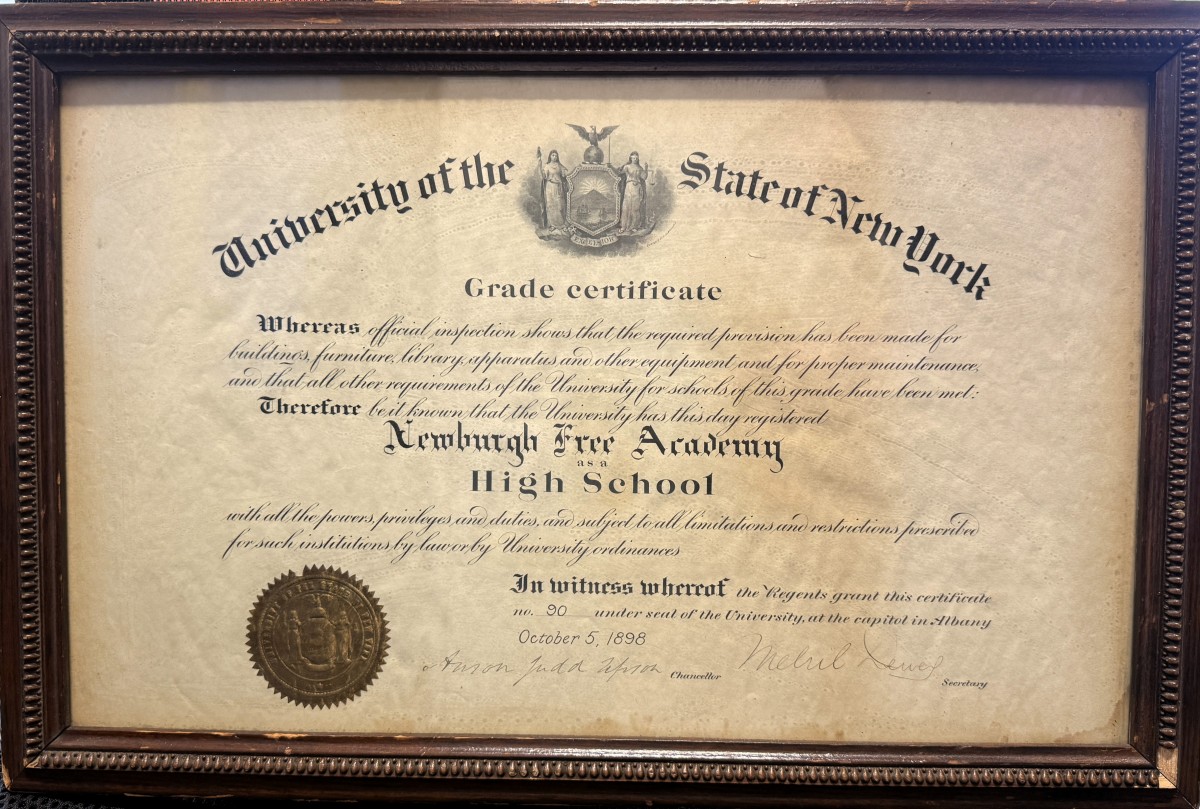 University of the State of New York
EXCELSIOR
Grade certificate
Whereas official inspection shows that the required provision has been made for
buildings, furniture, library, apparatus and other equipment and for proper maintenance,
and that all other requirements of the University for schools of this grade have been met:
Therefore be it known that the University has this day registered
Newburgh Free Academy
as a
High School
with all the powers, privileges and duties, and subject to all limitations and restrictions prescribed
for such institutions by law or by University ordinances
In witness whereof the Regents grant this certificate
no. 90 under seal of the University, at the capitol in Albany
October 5, 1898
Anson Judd Upson Chancellor
Melvil Dewey Secretary